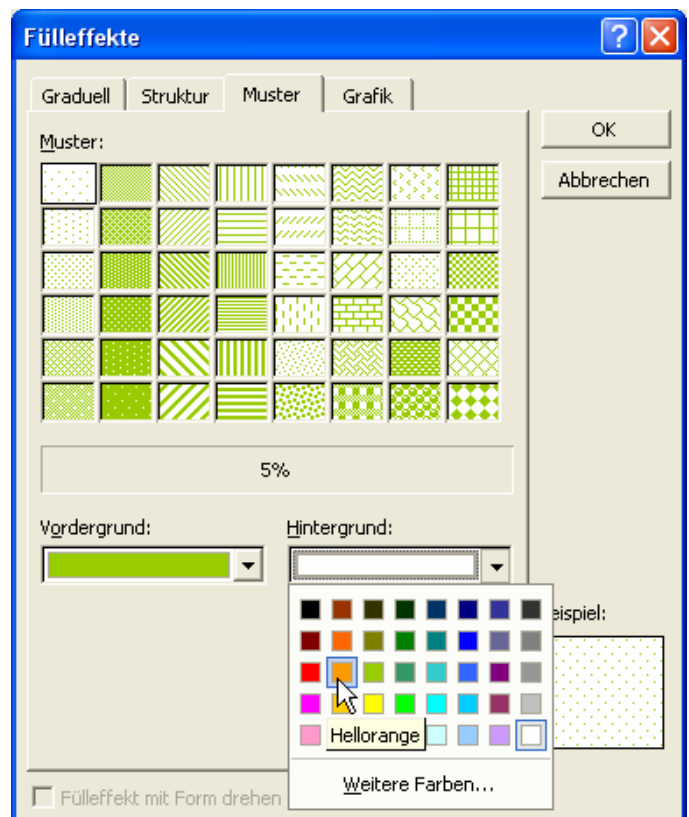 Fülleffekte
Graduell Struktur Muster Grafik
OK
Muster:
Abbrechen
5%
Vordergrund: Hintergrund:
eispiel:
Hellorange
Weitere Farben...
Fülleffekt mit Form drehen